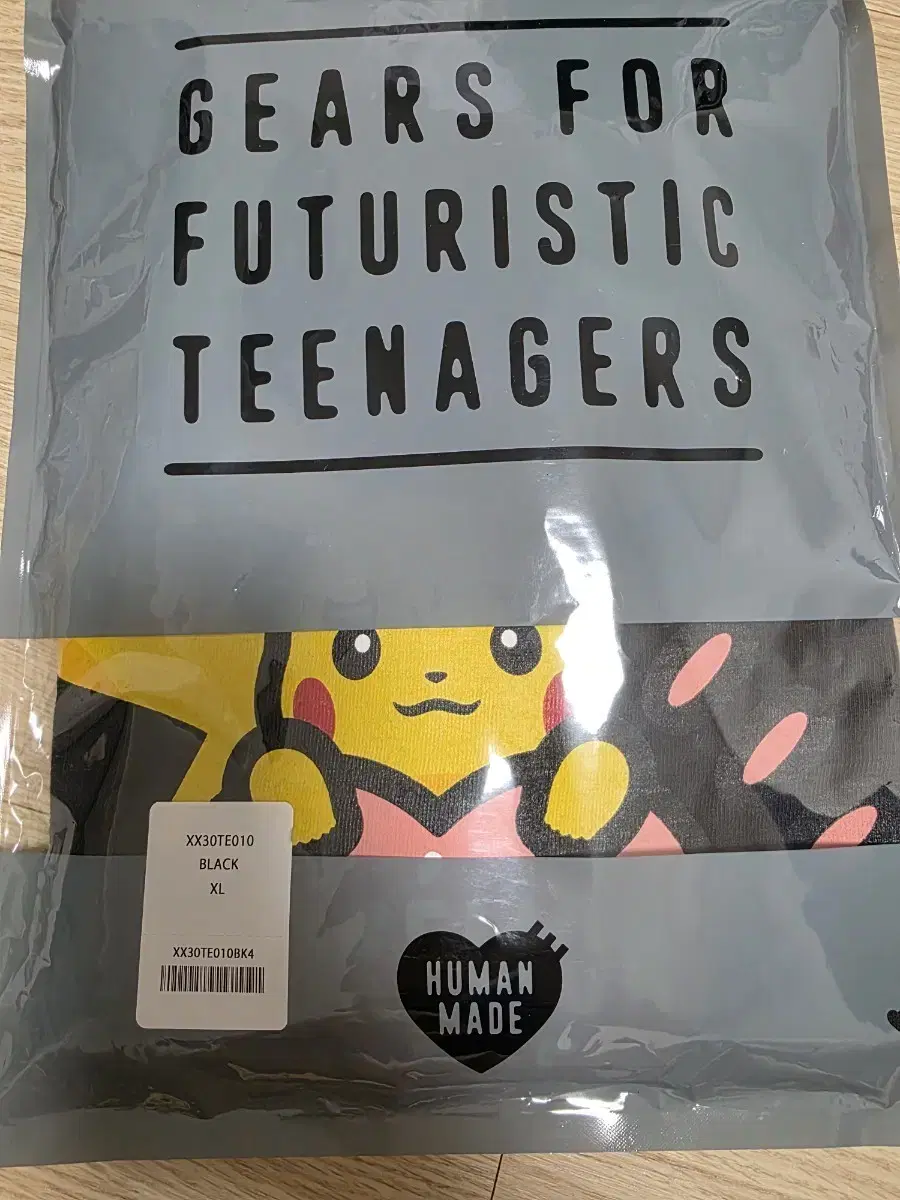 GEARS FOR
FUTURISTIC
TEENAGERS
XX30TE010
BLACK
XL
XX30TE010BK4
HUMAN
MADE